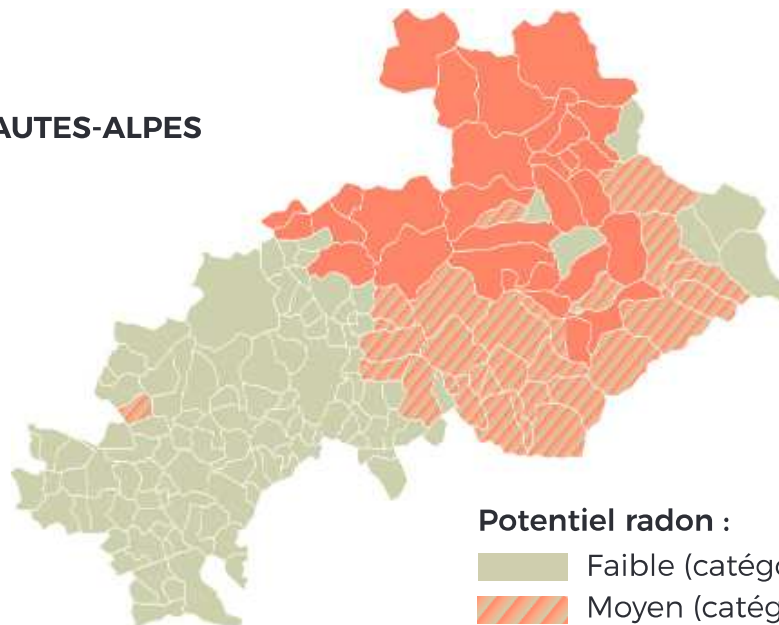 AUTES-ALPES
Potentiel radon :
Faible (catégo
Moyen (catég